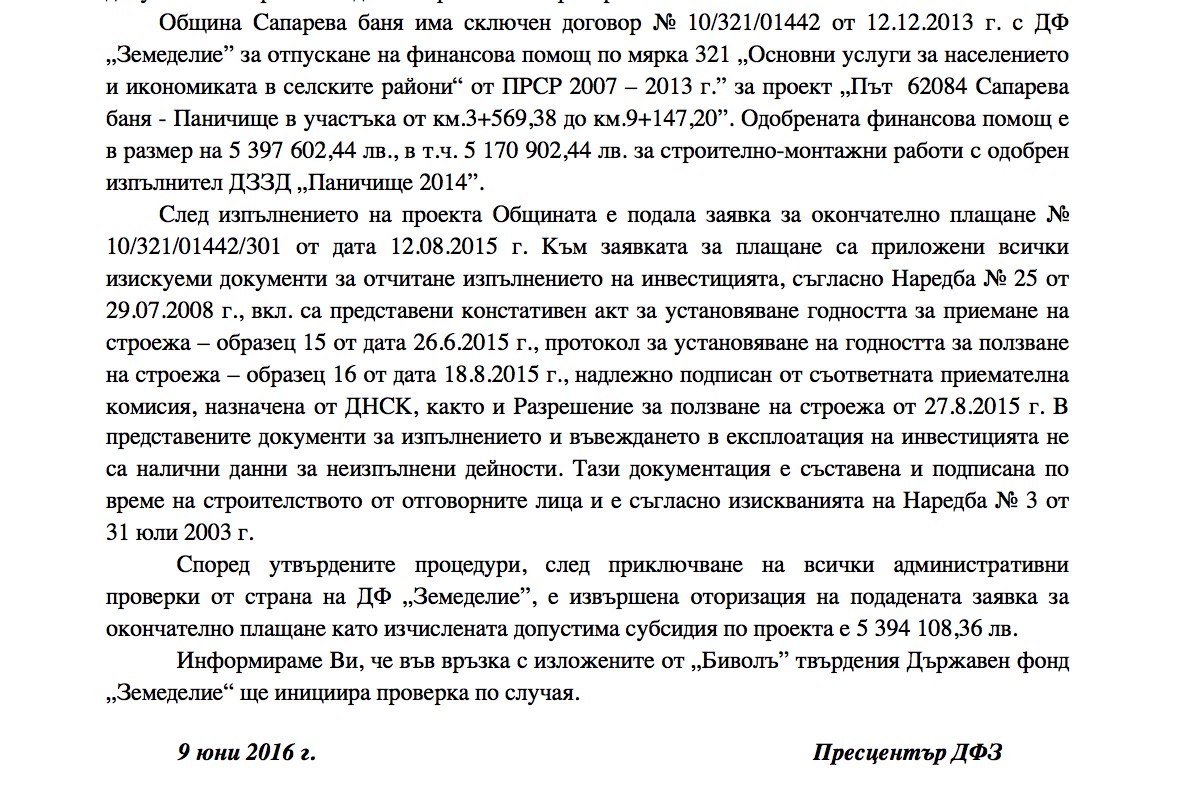 Община Сапарева баня има сключен договор № 10/321/01442 от 12.12.2013 г. с ДФ
„Земеделие” за отпускане на финансова помощ по мярка 321 „Основни услуги за населението
и икономиката в селските райони“ от ПРСР 2007 – 2013 г.” за проект „Път 62084 Сапарева
баня - Паничище в участъка от км.3+569,38 до км.9+147,20”. Одобрената финансова помощ е
в размер на 5 397 602,44 лв., в т.ч. 5 170 902,44 лв. за строително-монтажни работи с одобрен
изпълнител ДЗЗД „Паничище 2014”.
След изпълнението на проекта Общината е подала заявка за окончателно плащане №
10/321/01442/301 от дата 12.08.2015 г. Към заявката за плащане са приложени всички
изискуеми документи за отчитане изпълнението на инвестицията, съгласно Наредба № 25 от
29.07.2008 г., вкл. са представени констативен акт за установяване годността за приемане на
строежа – образец 15 от дата 26.6.2015 г., протокол за установяване на годността за ползване
на строежа – образец 16 от дата 18.8.2015 г., надлежно подписан от съответната приемателна
комисия, назначена от ДНСК, както и Разрешение за ползване на строежа от 27.8.2015 г. В
представените документи за изпълнението и въвеждането в експлоатация на инвестицията не
са налични данни за неизпълнени дейности. Тази документация е съставена и подписана по
време на строителството от отговорните лица и е съгласно изискванията на Наредба № 3 от
31 юли 2003 г.
Според утвърдените процедури, след приключване на всички административни
проверки от страна на ДФ „Земеделие”, е извършена оторизация на подадената заявка за
окончателно плащане като изчислената допустима субсидия по проекта е 5 394 108,36 лв.
Информираме Ви, че във връзка с изложените от „Биволъ” твърдения Държавен фонд
„Земеделие“ ще инициира проверка по случая.
9 юни 2016 г. Пресцентър ДФЗ